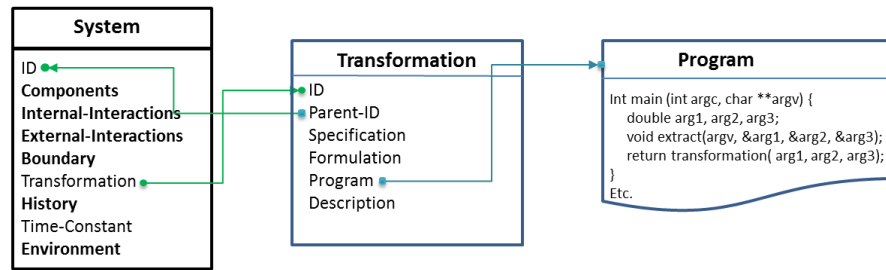 System
ID
Components
Internal-Interactions
External-Interactions
Boundary
Transformation
History
Time-Constant
Environment
Transformation
ID
Parent-ID
Specification
Formulation
Program
Description
Program
Int main (int argc, char **argv) {
double arg1, arg2, arg3;
void extract(argv, &arg1, &arg2, &arg3);
return transformation( arg1, arg2, arg3);
}
Etc.